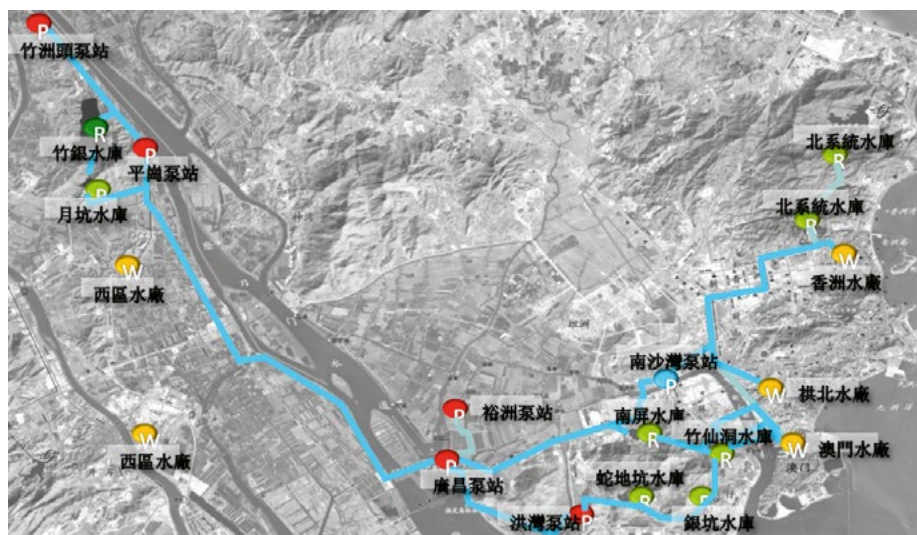 P
竹洲頭泵站
R
竹銀水庫
P
平崗泵站
R
月坑水庫
W
西區水廠
W
西區水廠
北系統水庫
R
北系統水庫
R
W
香洲水廠
南沙灣泵站
P
W
拱北水廠
P
裕洲泵站
南屏水庫
R
竹仙洞水庫
R
W
澳門水廠
澳門
P
廣昌泵站
蛇地坑水庫
R
R
銀坑水庫
洪灣泵站
P